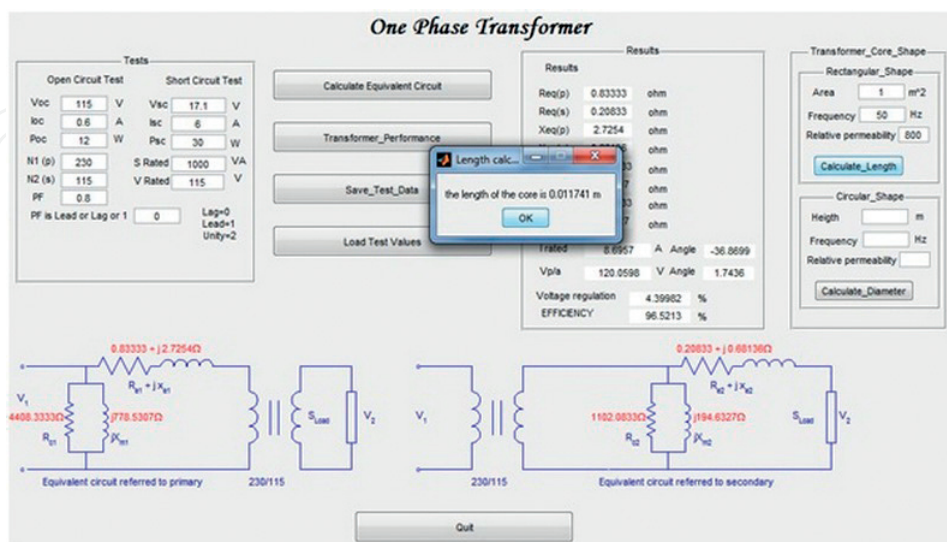 One Phase Transformer
Tests
Open Circuit Test
Short Circuit Test
Voc 115 V
Ioc 0.6 A
Poc 12 W
Vsc 17.1 V
Isc 6 A
Psc 30 W
N1 (p) 230
N2 (s) 115
PF 0.8
S Rated 1000 VA
V Rated 115 V
PF is Lead or Lag or 1 0
Lag=0
Lead=1
Unity=2
Calculate Equivalent Circuit
Transformer_Performance
Save_Test_Data
Load Test Values
Results
Results
Req(p) 0.83333 ohm
Req(s) 0.20833 ohm
Xeq(p) 2.7254 ohm
ohm
ohm
ohm
ohm
ohm
Irated 8.6957 A Angle -36.8699
Vp/a 120.0598 V Angle 1.7436
Voltage regulation 4.39982 %
EFFICIENCY 96.5213 %
Length calc...
the length of the core is 0.011741 m
OK
Transformer_Core_Shape
Rectangular_Shape
Area 1 m^2
Frequency 50 Hz
Relative permeability 800
Calculate_Length
Circular_Shape
Heigth m
Frequency Hz
Relative permeability
Calculate_Diameter
0.83333 + j 2.7254Ω
Re1 + jxe1
V1
4408.3333Ω
j778.5307Ω
Rc1
jXm1
SLoad
V2
Equivalent circuit referred to primary
230/115
0.20833 + j 0.68136Ω
Re2 + jxe2
V1
1102.0833Ω
j194.6327Ω
Rc2
jXm2
SLoad
V2
230/115
Equivalent circuit referred to secondary
Quit